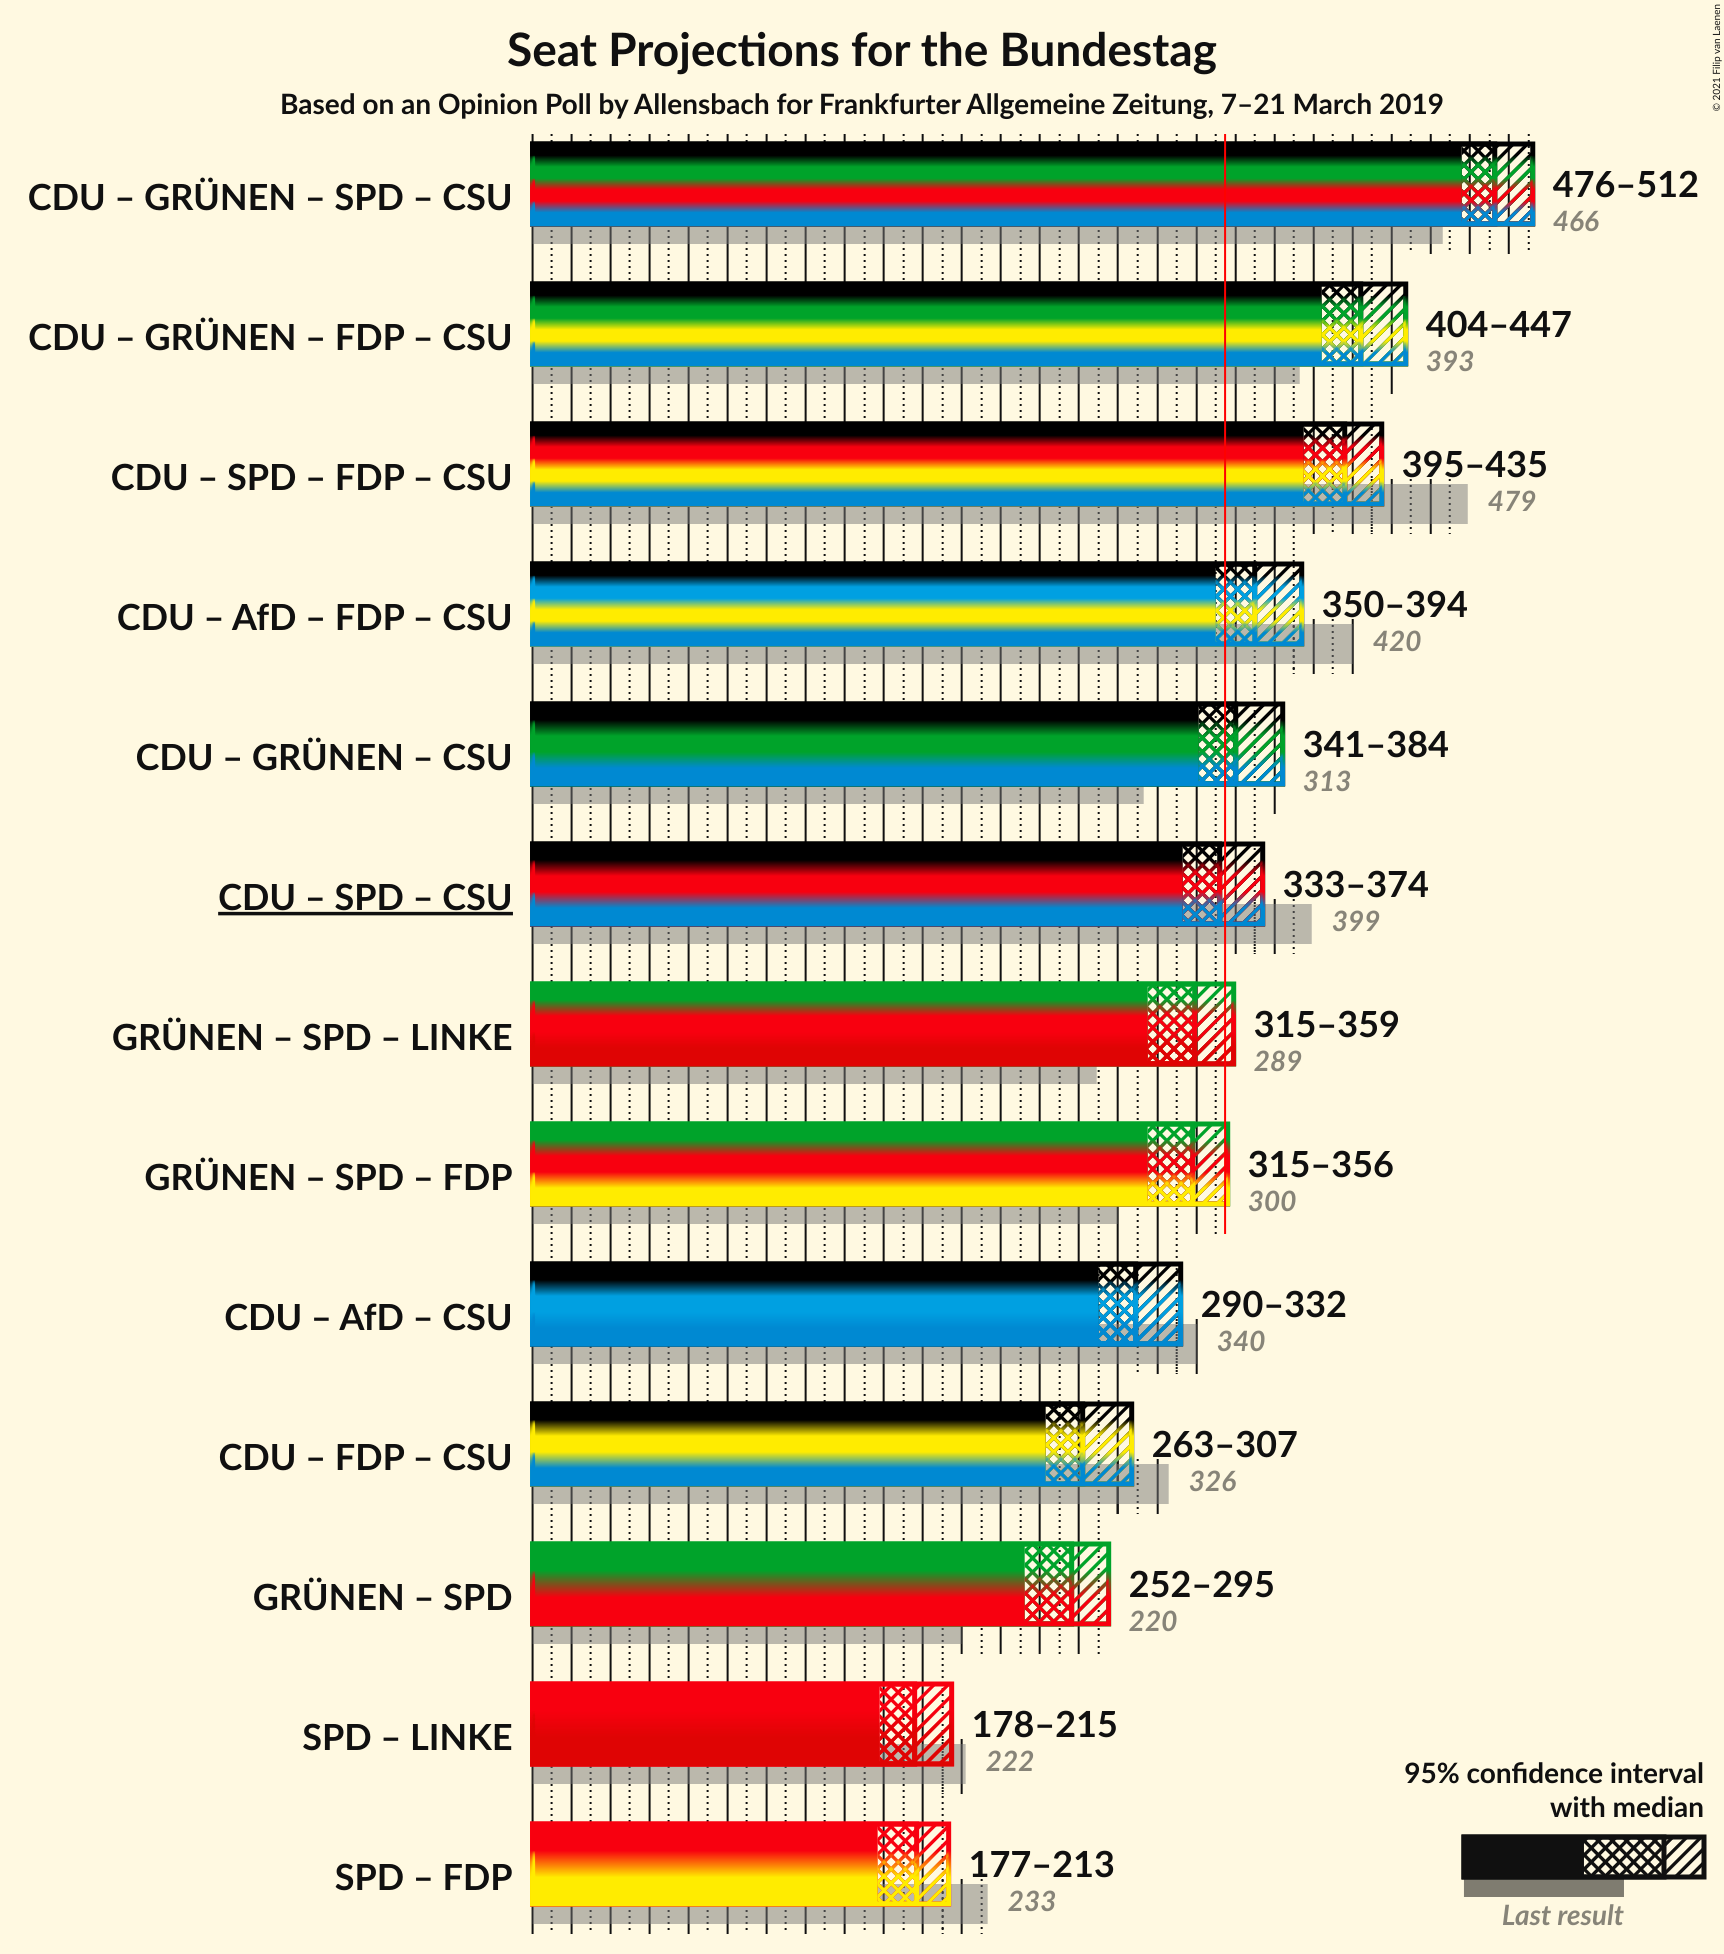 Seat Projections for the Bundestag
Based on an Opinion Poll by Allensbach for Frankfurter Allgemeine Zeitung, 7–21 March 2019
© 2021 Filip van Laenen
CDU – GRÜNEN – SPD – CSU
476–512
466
CDU – GRÜNEN – FDP – CSU
404–447
393
CDU – SPD – FDP – CSU
395–435
479
CDU – AfD – FDP – CSU
350–394
420
CDU – GRÜNEN – CSU
341–384
313
CDU – SPD – CSU
333–374
399
GRÜNEN – SPD – LINKE
315–359
289
GRÜNEN – SPD – FDP
315–356
300
CDU – AfD – CSU
290–332
340
CDU – FDP – CSU
263–307
326
GRÜNEN – SPD
252–295
220
SPD – LINKE
178–215
222
SPD – FDP
177–213
233
95% confidence interval
with median
Last result